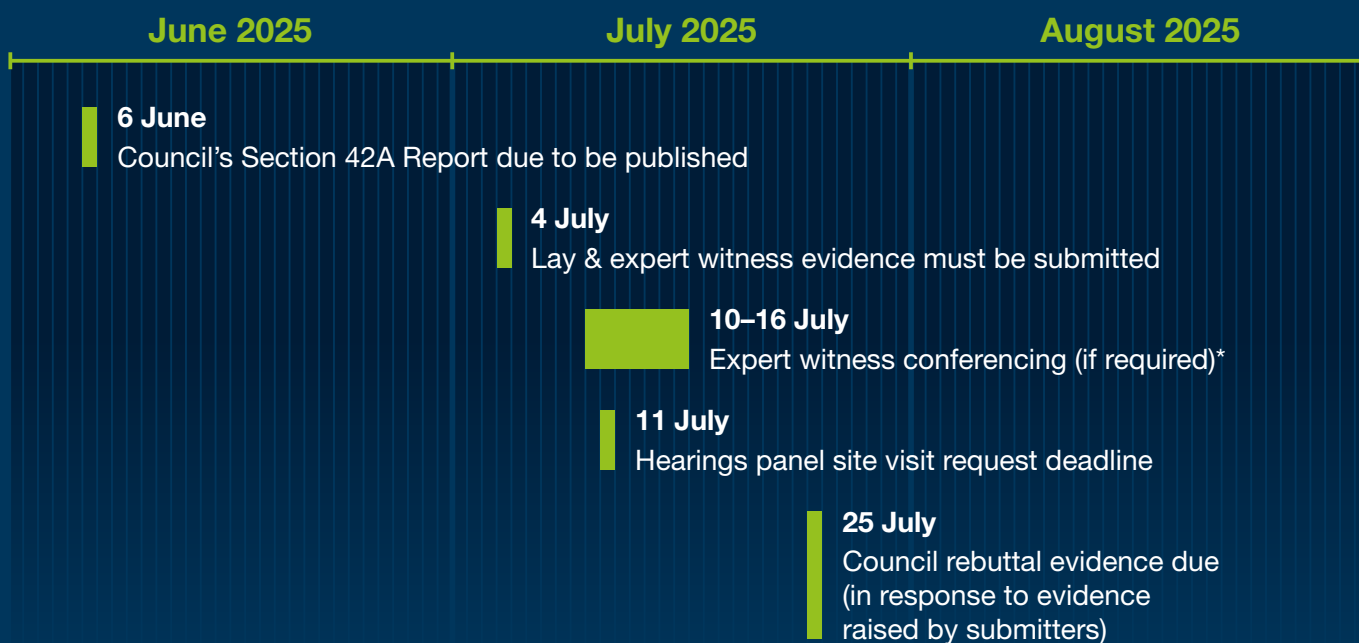 June 2025
July 2025
August 2025
6 June
Council’s Section 42A Report due to be published
4 July
Lay & expert witness evidence must be submitted
10–16 July
Expert witness conferencing (if required)*
11 July
Hearings panel site visit request deadline
25 July
Council rebuttal evidence due
(in response to evidence
raised by submitters)